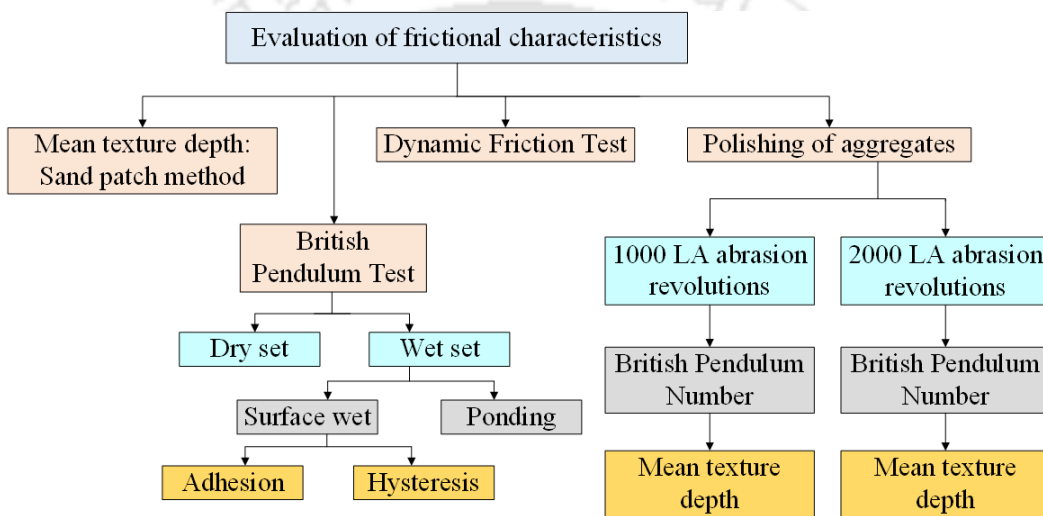 Evaluation of frictional characteristics
Mean texture depth:
Sand patch method
Dynamic Friction Test
Polishing of aggregates
British
Pendulum Test
1000 LA abrasion
revolutions
2000 LA abrasion
revolutions
Dry set
Wet set
British Pendulum
Number
British Pendulum
Number
Surface wet
Ponding
Adhesion
Hysteresis
Mean texture
depth
Mean texture
depth